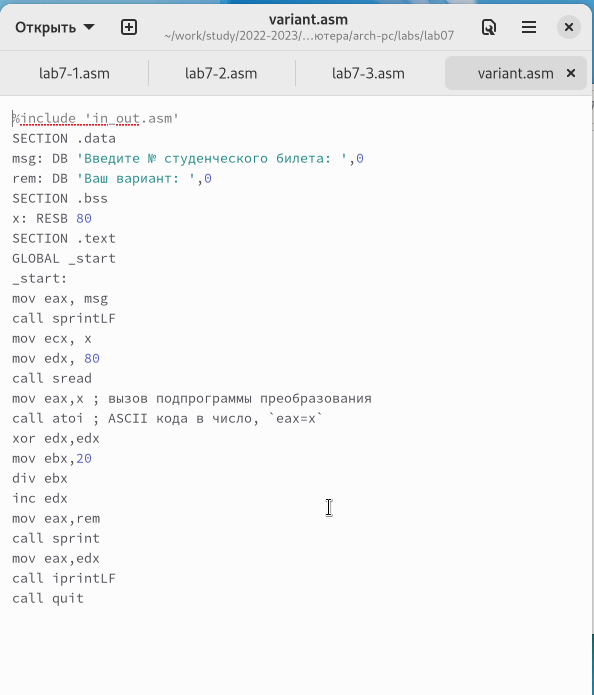 Открыть
variant.asm
~/work/study/2022-2023/…ютера/arch-pc/labs/lab07
lab7-1.asm
lab7-2.asm
lab7-3.asm
variant.asm
%include 'in_out.asm'
SECTION .data
msg: DB 'Введите № студенческого билета: ',0
rem: DB 'Ваш вариант: ',0
SECTION .bss
x: RESB 80
SECTION .text
GLOBAL _start
_start:
mov eax, msg
call sprintLF
mov ecx, x
mov edx, 80
call sread
mov eax,x ; вызов подпрограммы преобразования
call atoi ; ASCII кода в число, `eax=x`
xor edx,edx
mov ebx,20
div ebx
inc edx
mov eax,rem
call sprint
mov eax,edx
call iprintLF
call quit